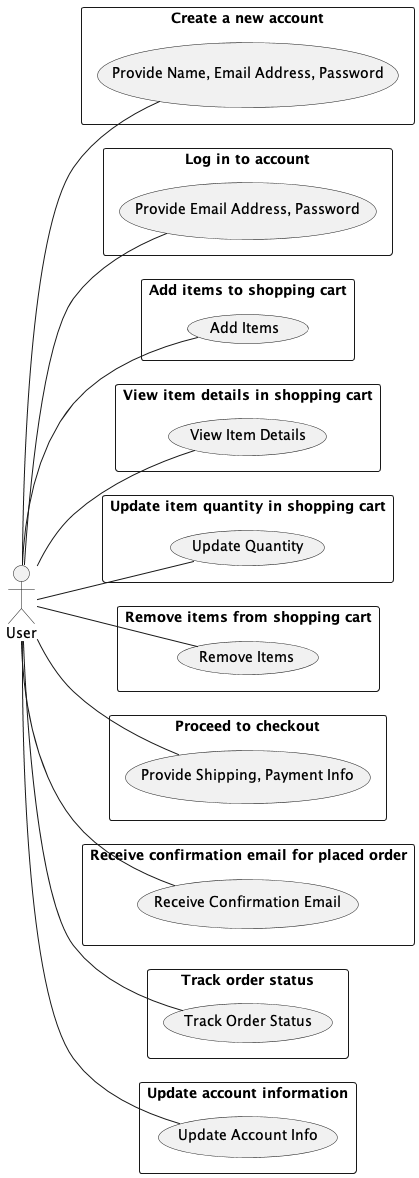 Create a new account
Provide Name, Email Address, Password
Log in to account
Provide Email Address, Password
Add items to shopping cart
Add Items
View item details in shopping cart
View Item Details
Update item quantity in shopping cart
Update Quantity
User
Remove items from shopping cart
Remove Items
Proceed to checkout
Provide Shipping, Payment Info
Receive confirmation email for placed order
Receive Confirmation Email
Track order status
Track Order Status
Update account information
Update Account Info